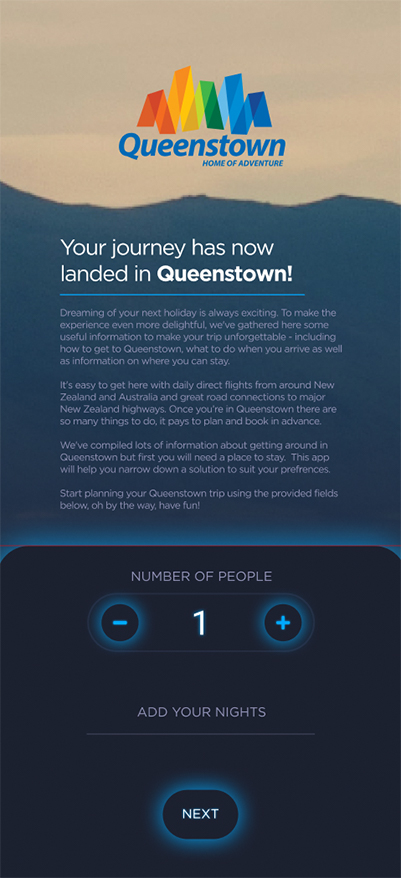 Queenstown
HOME OF ADVENTURE
Your journey has now
landed in Queenstown!
Dreaming of your next holiday is always exciting. To make the
experience even more delightful, we've gathered here some
useful information to make your trip unforgettable - including
how to get to Queenstown, what to do when you arrive as well
as information on where you can stay.
It's easy to get here with daily direct flights from around New
Zealand and Australia and great road connections to major
New Zealand highways. Once you're in Queenstown there are
so many things to do, it pays to plan and book in advance.
We've compiled lots of information about getting around in
Queenstown but first you will need a place to stay. This app
will help you narrow down a solution to suit your prefrences.
Start planning your Queenstown trip using the provided fields
below, oh by the way, have fun!
NUMBER OF PEOPLE
− 1 +
ADD YOUR NIGHTS
NEXT